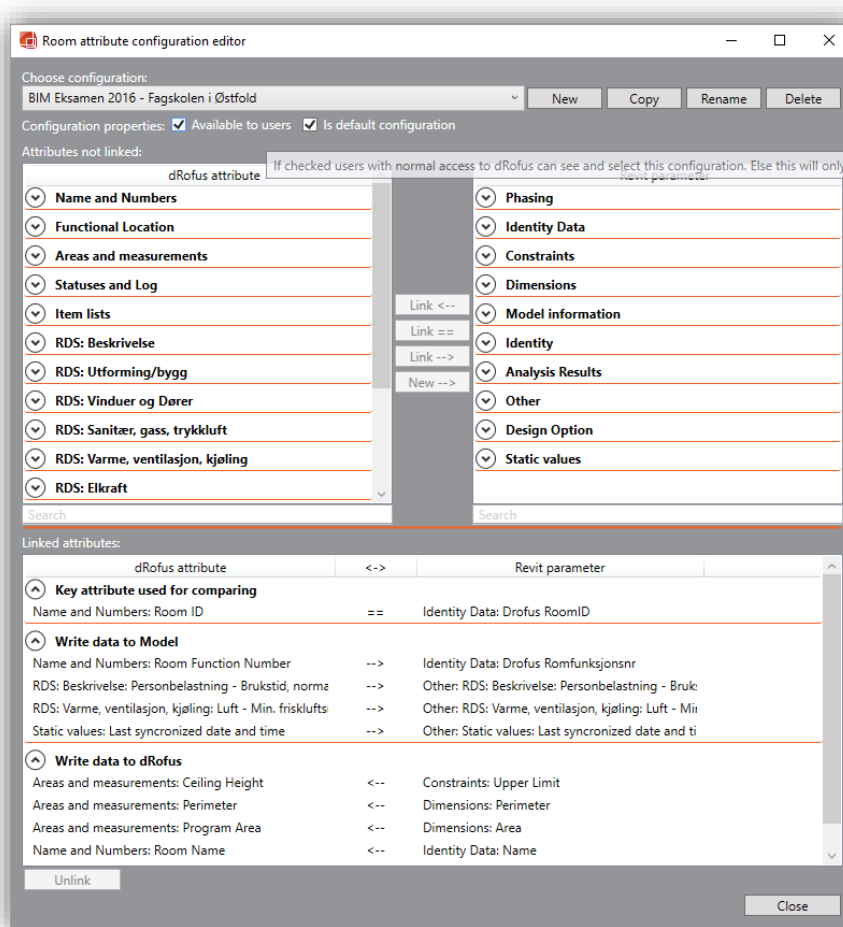 Room attribute configuration editor
Choose configuration:
BIM Eksamen 2016 - Fagskolen i Østfold
New
Copy
Rename
Delete
Configuration properties:
Available to users
Is default configuration
Attributes not linked:
If checked users with normal access to dRofus can see and select this configuration. Else this will only
dRofus attribute
Revit parameter
Name and Numbers
Functional Location
Areas and measurements
Statuses and Log
Item lists
RDS: Beskrivelse
RDS: Utforming/bygg
RDS: Vinduer og Dører
RDS: Sanitær, gass, trykkluft
RDS: Varme, ventilasjon, kjøling
RDS: Elkraft
Search
Link <--
Link ==
Link -->
New -->
Phasing
Identity Data
Constraints
Dimensions
Model information
Identity
Analysis Results
Other
Design Option
Static values
Search
Linked attributes:
dRofus attribute <-> Revit parameter
Key attribute used for comparing
Name and Numbers: Room ID == Identity Data: Drofus RoomID
Write data to Model
Name and Numbers: Room Function Number --> Identity Data: Drofus Romfunksjonsnr
RDS: Beskrivelse: Personbelastning - Brukstid, norma --> Other: RDS: Beskrivelse: Personbelastning - Bruks
RDS: Varme, ventilasjon, kjøling: Luft - Min. frisklufts --> Other: RDS: Varme, ventilasjon, kjøling: Luft - Mi
Static values: Last syncronized date and time --> Other: Static values: Last syncronized date and ti
Write data to dRofus
Areas and measurements: Ceiling Height <-- Constraints: Upper Limit
Areas and measurements: Perimeter <-- Dimensions: Perimeter
Areas and measurements: Program Area <-- Dimensions: Area
Name and Numbers: Room Name <-- Identity Data: Name
Unlink
Close